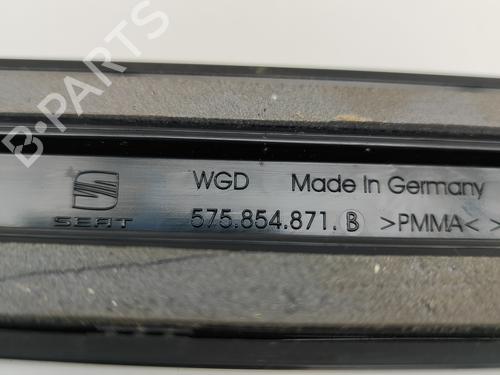 B-PARTS
WGD Made In Germany
SEAT 575.854.871. B >PMMA<